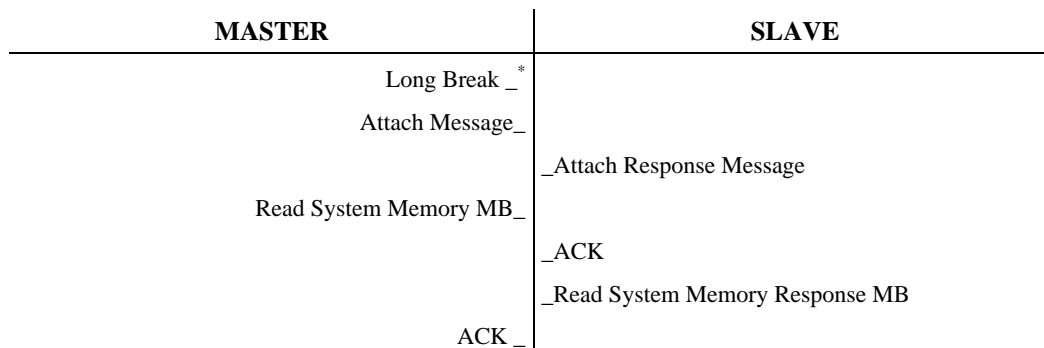 MASTER SLAVE
Long Break _*
Attach Message_
_Attach Response Message
Read System Memory MB_
_ACK
_Read System Memory Response MB
ACK _